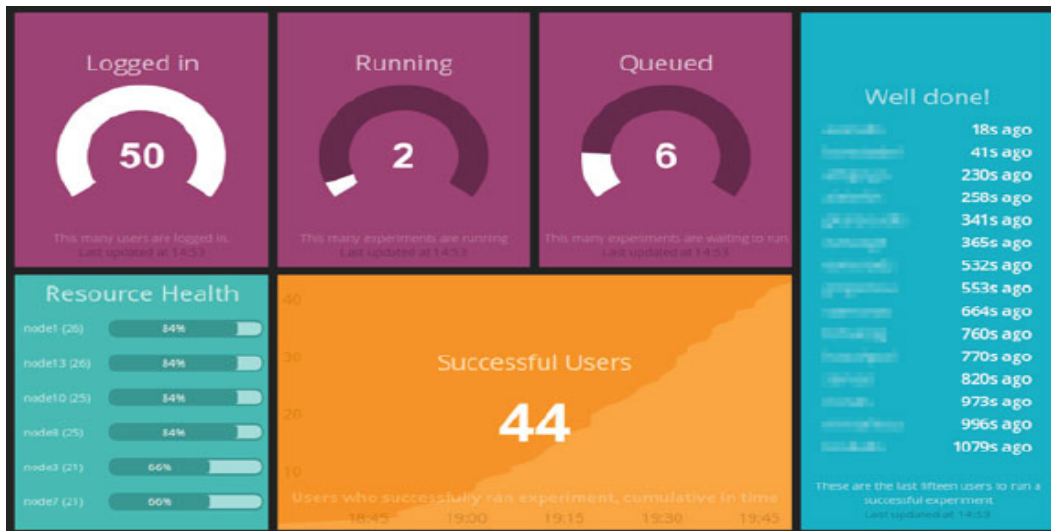 Logged in
50
This many users are logged in.
Last updated at 14:53
Running
2
This many experiments are running
Last updated at 14:53
Queued
6
This many experiments are waiting to run
Last updated at 14:53
Well done!
18s ago
41s ago
230s ago
258s ago
341s ago
365s ago
532s ago
553s ago
664s ago
760s ago
770s ago
820s ago
973s ago
996s ago
1079s ago
These are the last fifteen users to run a
successful experiment
Last updated at 14:53
Resource Health
node1 (26) 84%
node13 (26) 84%
node10 (25) 84%
node8 (25) 84%
node3 (21) 66%
node7 (21) 66%
40
30
20
10
Successful Users
44
Users who successfully ran experiment, cumulative in time
18:45 19:00 19:15 19:30 19:45